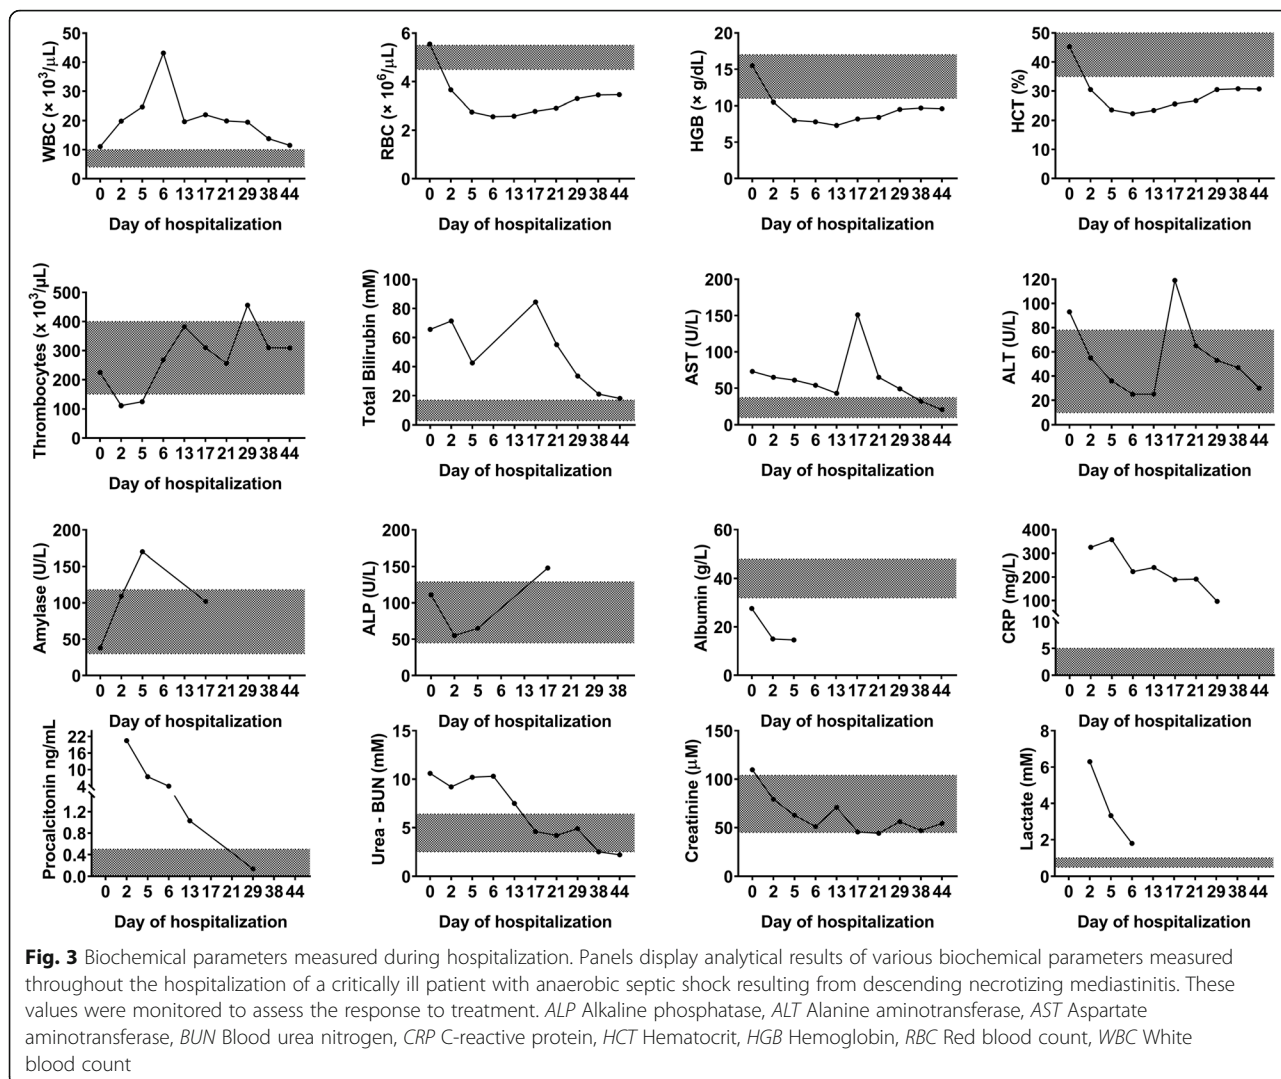 WBC (× 10³/µL)
50
40
30
20
10
0
0 2 5 6 13 17 21 29 38 44
Day of hospitalization
RBC (× 10⁶/µL)
6
4
2
0
0 2 5 6 13 17 21 29 38 44
Day of hospitalization
HGB (× g/dL)
20
15
10
5
0
0 2 5 6 13 17 21 29 38 44
Day of hospitalization
HCT (%)
50
40
30
20
10
0
0 2 5 6 13 17 21 29 38 44
Day of hospitalization
Thrombocytes (x 10³/µL)
500
400
300
200
100
0
0 2 5 6 13 17 21 29 38 44
Day of hospitalization
Total Bilirubin (mM)
100
80
60
40
20
0
0 2 5 6 13 17 21 29 38 44
Day of hospitalization
AST (U/L)
200
150
100
50
0
0 2 5 6 13 17 21 29 38 44
Day of hospitalization
ALT (U/L)
120
100
80
60
40
20
0
0 2 5 6 13 17 21 29 38 44
Day of hospitalization
Amylase (U/L)
200
150
100
50
0
0 2 5 6 13 17 21 29 38 44
Day of hospitalization
ALP (U/L)
200
150
100
50
0
0 2 5 6 13 17 21 29 38
Day of hospitalization
Albumin (g/L)
60
40
20
0
0 2 5 6 13 17 21 29 38 44
Day of hospitalization
CRP (mg/L)
400
300
200
100
10
5
0
0 2 5 6 13 17 21 29 38 44
Day of hospitalization
Procalcitonin ng/mL
22
16
10
4
1.2
0.8
0.4
0.0
0 2 5 6 13 17 21 29 38 44
Day of hospitalization
Urea - BUN (mM)
15
10
5
0
0 2 5 6 13 17 21 29 38 44
Day of hospitalization
Creatinine (µM)
150
100
50
0
0 2 5 6 13 17 21 29 38 44
Day of hospitalization
Lactate (mM)
8
6
4
2
0
0 2 5 6 13 17 21 29 38 44
Day of hospitalization
Fig. 3 Biochemical parameters measured during hospitalization. Panels display analytical results of various biochemical parameters measured
throughout the hospitalization of a critically ill patient with anaerobic septic shock resulting from descending necrotizing mediastinitis. These
values were monitored to assess the response to treatment. ALP Alkaline phosphatase, ALT Alanine aminotransferase, AST Aspartate
aminotransferase, BUN Blood urea nitrogen, CRP C-reactive protein, HCT Hematocrit, HGB Hemoglobin, RBC Red blood count, WBC White
blood count